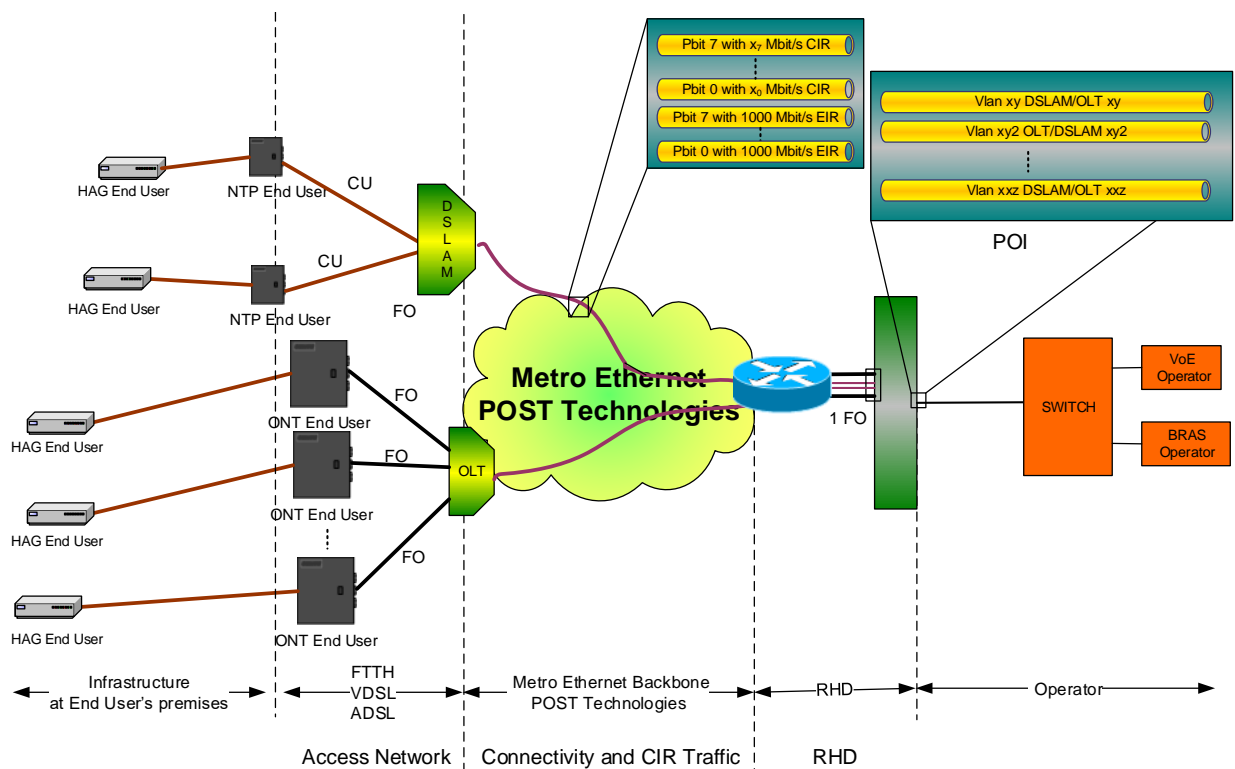 Pbit 7 with x7 Mbit/s CIR
Pbit 0 with x0 Mbit/s CIR
Pbit 7 with 1000 Mbit/s EIR
Pbit 0 with 1000 Mbit/s EIR
Vlan xy DSLAM/OLT xy
Vlan xy2 OLT/DSLAM xy2
Vlan xxz DSLAM/OLT xxz
POI
HAG End User
NTP End User
CU
DSLAM
HAG End User
NTP End User
CU
FO
Metro Ethernet
POST Technologies
1 FO
SWITCH
VoE
Operator
BRAS
Operator
HAG End User
ONT End User
FO
HAG End User
ONT End User
FO
OLT
HAG End User
ONT End User
FO
Infrastructure
at End User's premises
FTTH
VDSL
ADSL
Metro Ethernet Backbone
POST Technologies
RHD
Operator
Access Network
Connectivity and CIR Traffic
RHD